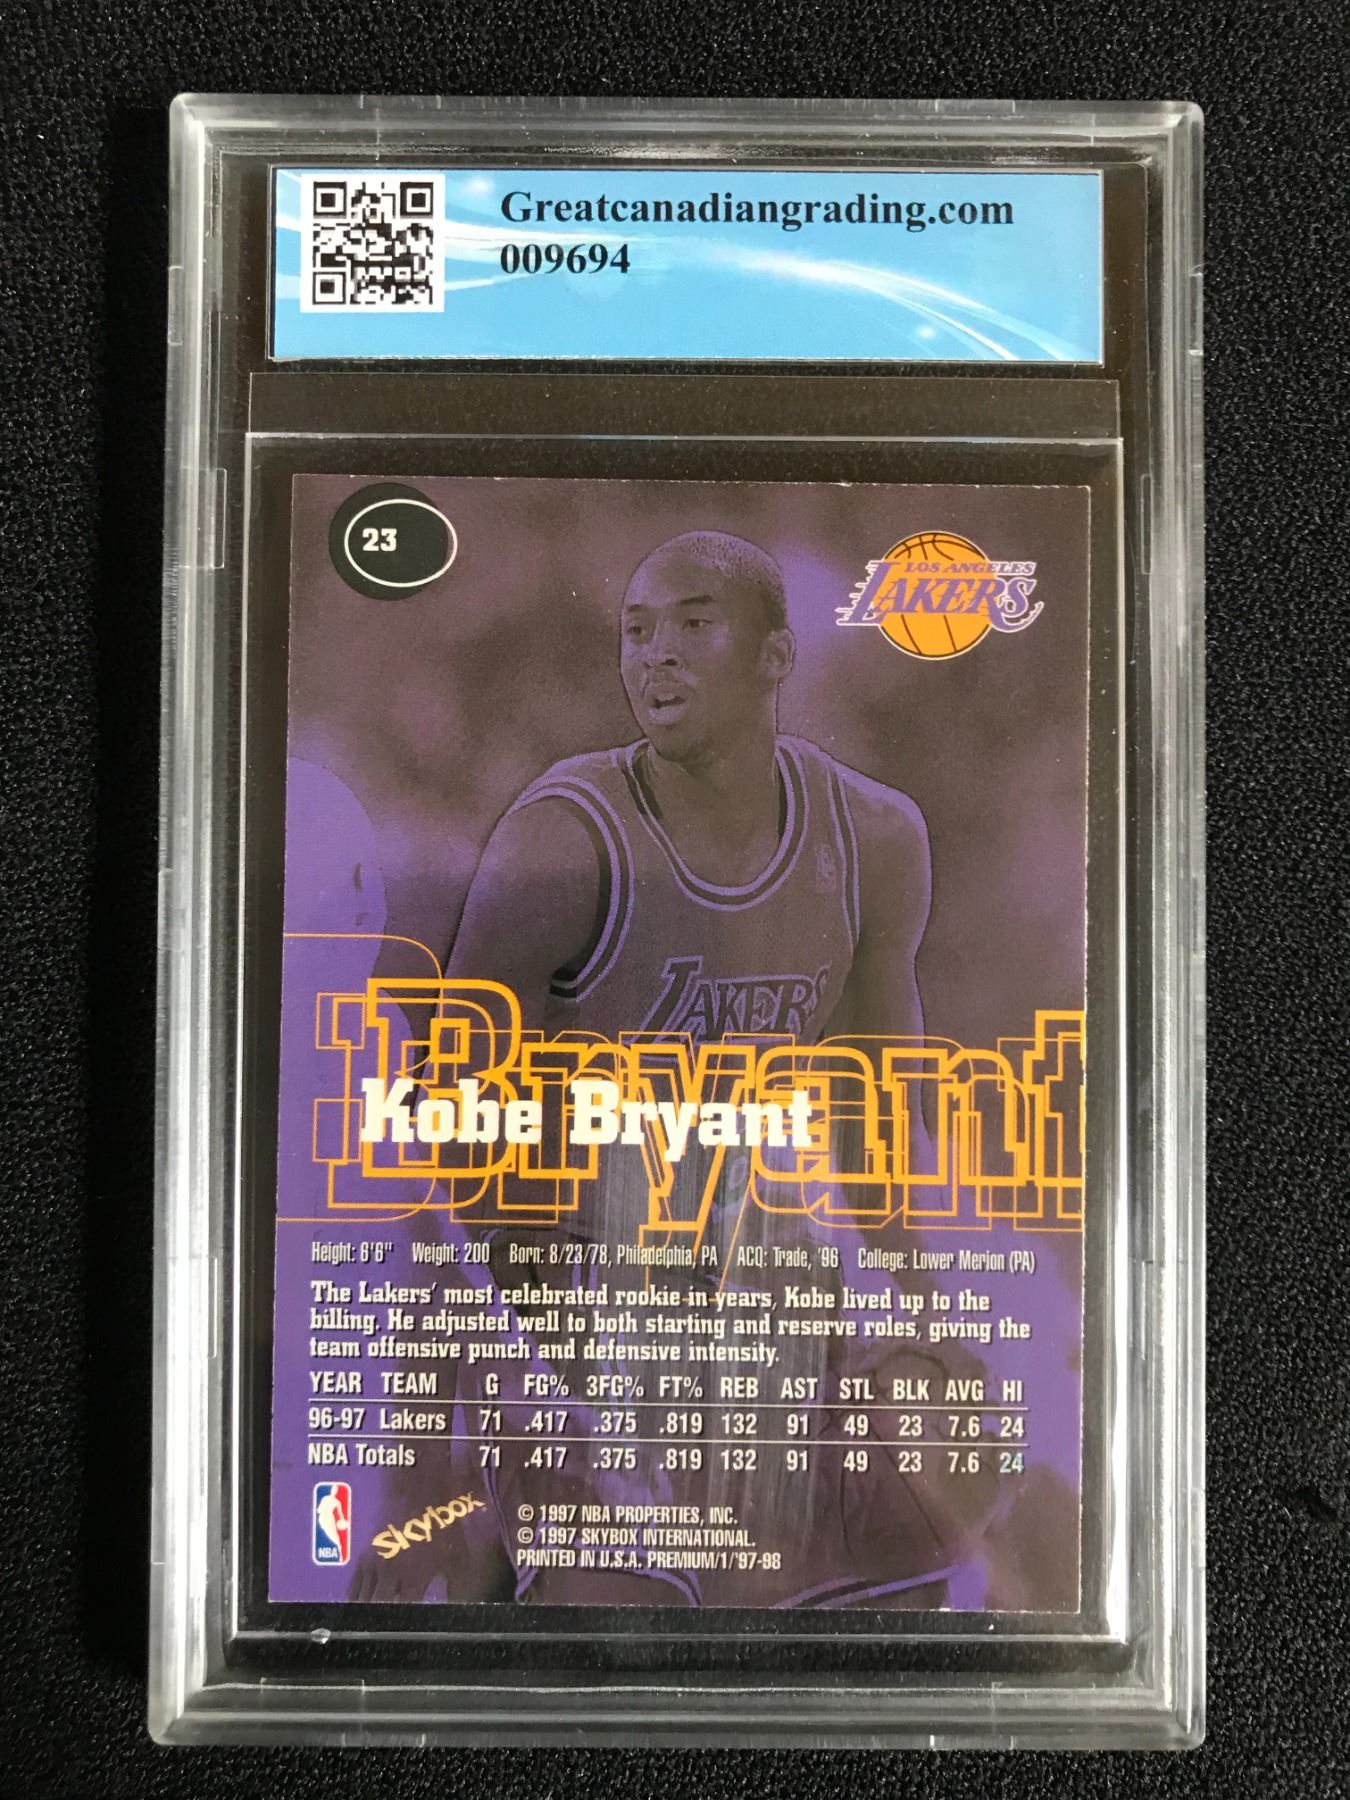 Greatcanadiangrading.com
009694
23
LOS ANGELES
LAKERS
LAKERS
Bryant
Kobe Bryant
Height: 6'6" Weight: 200 Born: 8/23/78, Philadelphia, PA ACQ: Trade, '96 College: Lower Merion (PA)
The Lakers' most celebrated rookie in years, Kobe lived up to the
billing. He adjusted well to both starting and reserve roles, giving the
team offensive punch and defensive intensity.
YEAR TEAM G FG% 3FG% FT% REB AST STL BLK AVG HI
96-97 Lakers 71 .417 .375 .819 132 91 49 23 7.6 24
NBA Totals 71 .417 .375 .819 132 91 49 23 7.6 24
NBA
skybox
© 1997 NBA PROPERTIES, INC.
© 1997 SKYBOX INTERNATIONAL.
PRINTED IN U.S.A. PREMIUM/1/'97-98